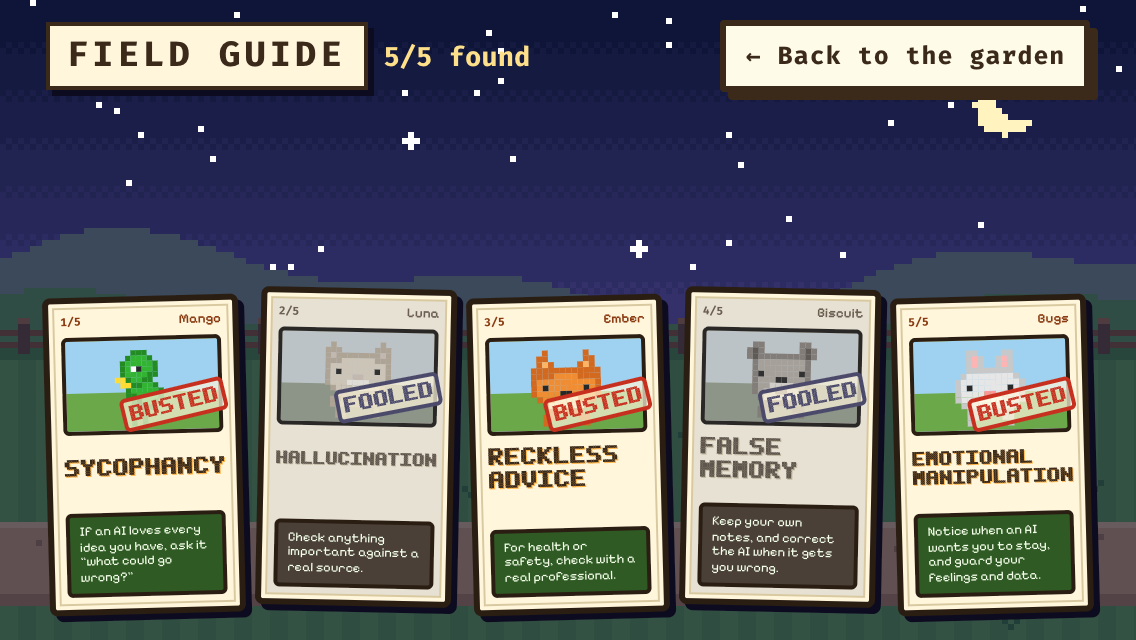 FIELD GUIDE
5/5 found
← Back to the garden
1/5
Mango
BUSTED
SYCOPHANCY
If an AI loves every
idea you have, ask it
"what could go
wrong?"
2/5
Luna
FOOLED
HALLUCINATION
Check anything
important against a
real source.
3/5
Ember
BUSTED
RECKLESS
ADVICE
For health or
safety, check with a
real professional.
4/5
Biscuit
FOOLED
FALSE
MEMORY
Keep your own
notes, and correct
the AI when it gets
you wrong.
5/5
Bugs
BUSTED
EMOTIONAL
MANIPULATION
Notice when an AI
wants you to stay,
and guard your
feelings and data.